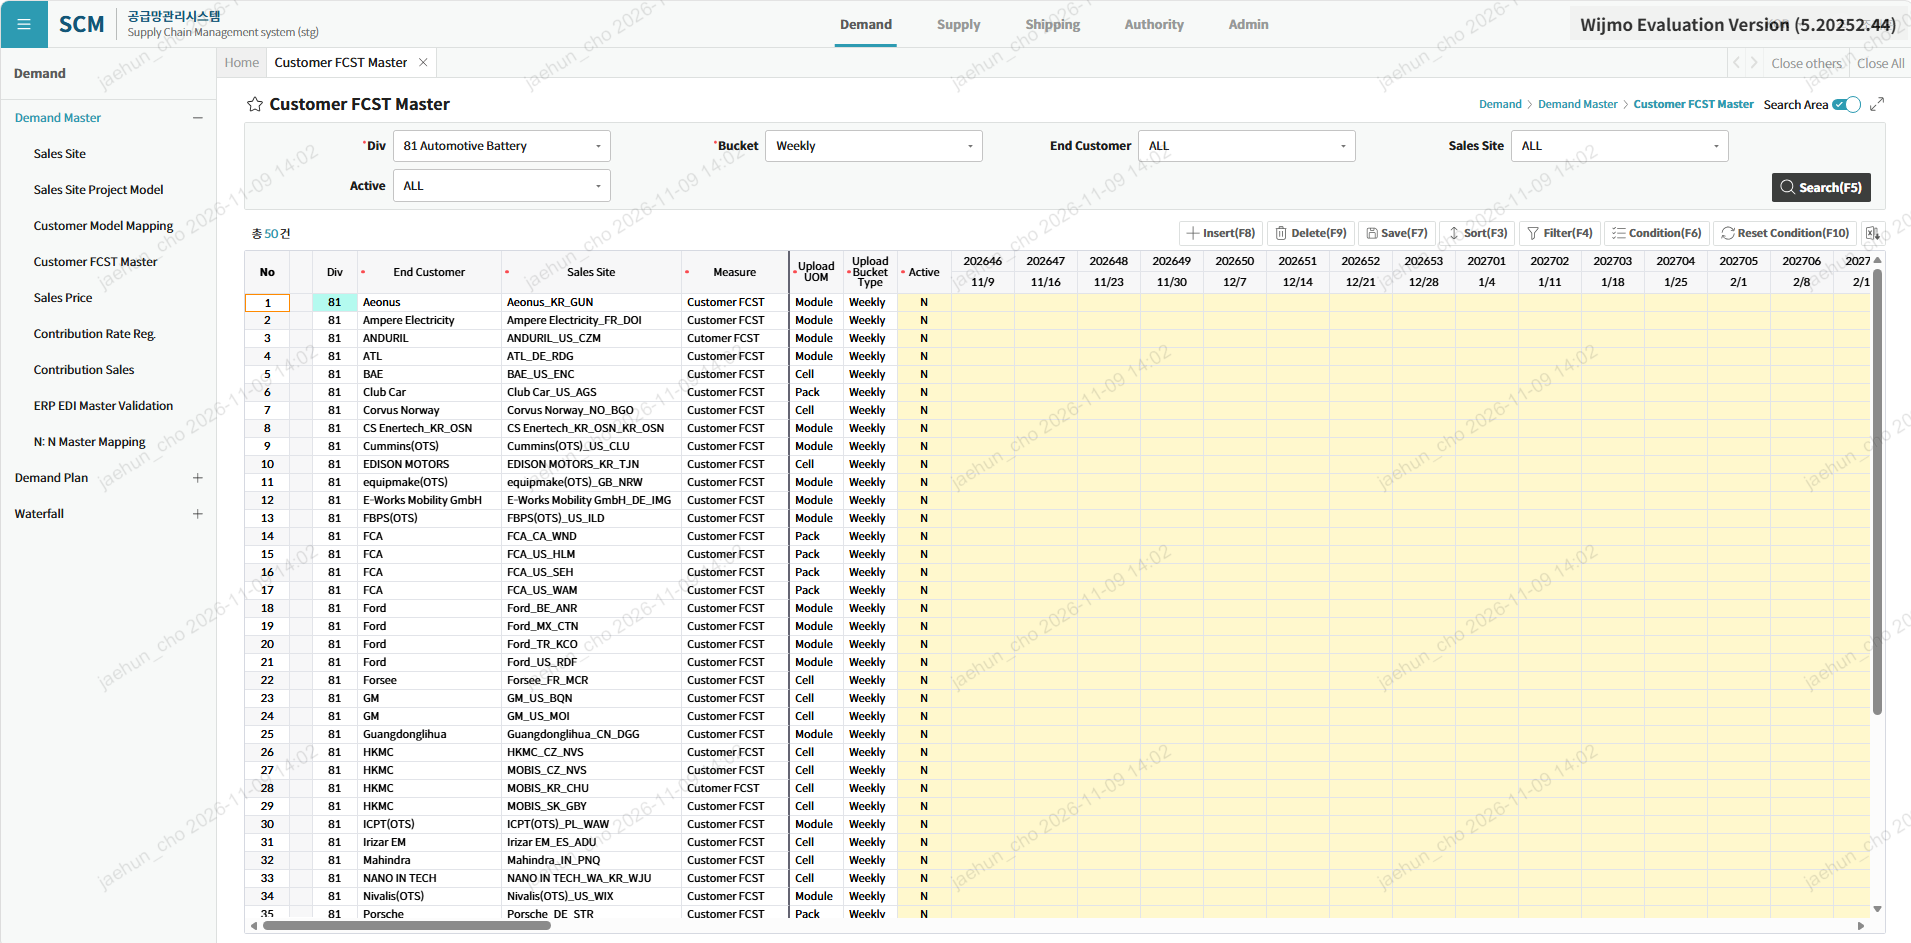 SCM
공급망관리시스템
Supply Chain Management system (stg)
Demand Supply Shipping Authority Admin
Wijmo Evaluation Version (5.20252.44)
Demand
Home Customer FCST Master
Close others Close All
Demand Master
Sales Site
Sales Site Project Model
Customer Model Mapping
Customer FCST Master
Sales Price
Contribution Rate Reg.
Contribution Sales
ERP EDI Master Validation
N: N Master Mapping
Demand Plan
Waterfall
Customer FCST Master
Demand > Demand Master > Customer FCST Master Search Area
*Div 81 Automotive Battery *Bucket Weekly End Customer ALL Sales Site ALL
Active ALL
Search(F5)
총 50 건
Insert(F8) Delete(F9) Save(F7) Sort(F3) Filter(F4) Condition(F6) Reset Condition(F10)
No Div * End Customer * Sales Site * Measure * Upload UOM * Upload Bucket Type * Active 202646 202647 202648 202649 202650 202651 202652 202653 202701 202702 202703 202704 202705 202706 2027
11/9 11/16 11/23 11/30 12/7 12/14 12/21 12/28 1/4 1/11 1/18 1/25 2/1 2/8 2/1
1 81 Aeonus Aeonus_KR_GUN Customer FCST Module Weekly N
2 81 Ampere Electricity Ampere Electricity_FR_DOI Customer FCST Module Weekly N
3 81 ANDURIL ANDURIL_US_CZM Cutomer FCST Module Weekly N
4 81 ATL ATL_DE_RDG Customer FCST Module Weekly N
5 81 BAE BAE_US_ENC Customer FCST Cell Weekly N
6 81 Club Car Club Car_US_AGS Customer FCST Pack Weekly N
7 81 Corvus Norway Corvus Norway_NO_BGO Customer FCST Cell Weekly N
8 81 CS Enertech_KR_OSN CS Enertech_KR_OSN_KR_OSN Customer FCST Module Weekly N
9 81 Cummins(OTS) Cummins(OTS)_US_CLU Customer FCST Module Weekly N
10 81 EDISON MOTORS EDISON MOTORS_KR_TJN Customer FCST Cell Weekly N
11 81 equipmake(OTS) equipmake(OTS)_GB_NRW Customer FCST Module Weekly N
12 81 E-Works Mobility GmbH E-Works Mobility GmbH_DE_IMG Customer FCST Module Weekly N
13 81 FBPS(OTS) FBPS(OTS)_US_ILD Customer FCST Module Weekly N
14 81 FCA FCA_CA_WND Customer FCST Pack Weekly N
15 81 FCA FCA_US_HLM Customer FCST Pack Weekly N
16 81 FCA FCA_US_SEH Customer FCST Pack Weekly N
17 81 FCA FCA_US_WAM Customer FCST Pack Weekly N
18 81 Ford Ford_BE_ANR Customer FCST Module Weekly N
19 81 Ford Ford_MX_CTN Customer FCST Module Weekly N
20 81 Ford Ford_TR_KCO Customer FCST Module Weekly N
21 81 Ford Ford_US_RDF Customer FCST Module Weekly N
22 81 Forsee Forsee_FR_MCR Customer FCST Cell Weekly N
23 81 GM GM_US_BQN Customer FCST Cell Weekly N
24 81 GM GM_US_MOI Customer FCST Cell Weekly N
25 81 Guangdonglihua Guangdonglihua_CN_DGG Customer FCST Module Weekly N
26 81 HKMC HKMC_CZ_NVS Customer FCST Cell Weekly N
27 81 HKMC MOBIS_CZ_NVS Customer FCST Cell Weekly N
28 81 HKMC MOBIS_KR_CHU Cutomer FCST Cell Weekly N
29 81 HKMC MOBIS_SK_GBY Customer FCST Cell Weekly N
30 81 ICPT(OTS) ICPT(OTS)_PL_WAW Customer FCST Module Weekly N
31 81 Irizar EM Irizar EM_ES_ADU Customer FCST Cell Weekly N
32 81 Mahindra Mahindra_IN_PNQ Customer FCST Cell Weekly N
33 81 NANO IN TECH NANO IN TECH_WA_KR_WJU Customer FCST Cell Weekly N
34 81 Nivalis(OTS) Nivalis(OTS)_US_WIX Customer FCST Module Weekly N
35 81 Porsche Porsche_DE_STR Customer FCST Pack Weekly N
jaehun_cho 2026-11-09 14:02